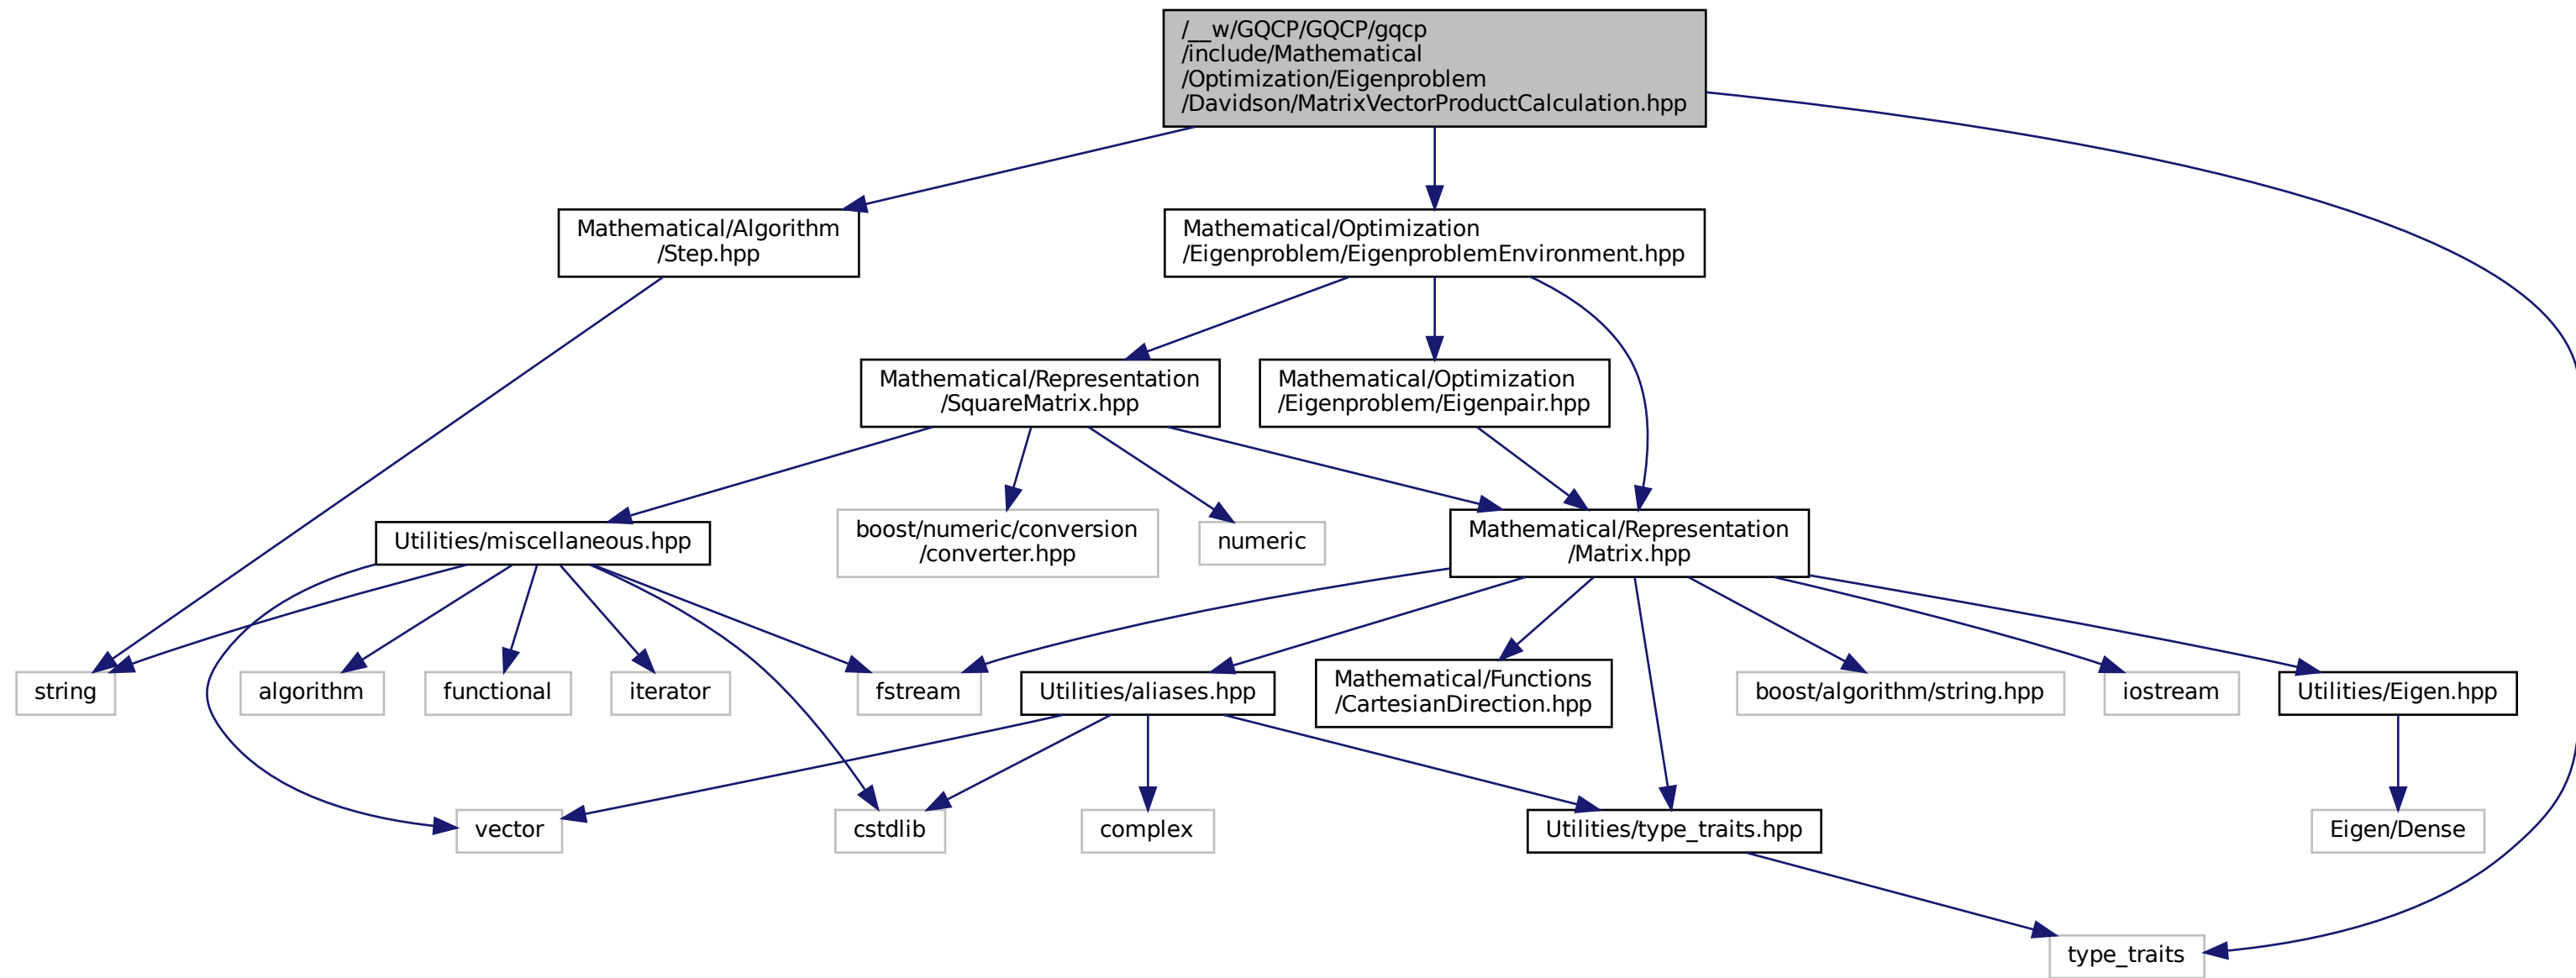 /__w/GQCP/GQCP/gqcp
/include/Mathematical
/Optimization/Eigenproblem
/Davidson/MatrixVectorProductCalculation.hpp
Mathematical/Algorithm
/Step.hpp
Mathematical/Optimization
/Eigenproblem/EigenproblemEnvironment.hpp
Mathematical/Representation
/SquareMatrix.hpp
Mathematical/Optimization
/Eigenproblem/Eigenpair.hpp
Utilities/miscellaneous.hpp
boost/numeric/conversion
/converter.hpp
numeric
Mathematical/Representation
/Matrix.hpp
string
algorithm
functional
iterator
fstream
Utilities/aliases.hpp
Mathematical/Functions
/CartesianDirection.hpp
boost/algorithm/string.hpp
iostream
Utilities/Eigen.hpp
vector
cstdlib
complex
Utilities/type_traits.hpp
Eigen/Dense
type_traits